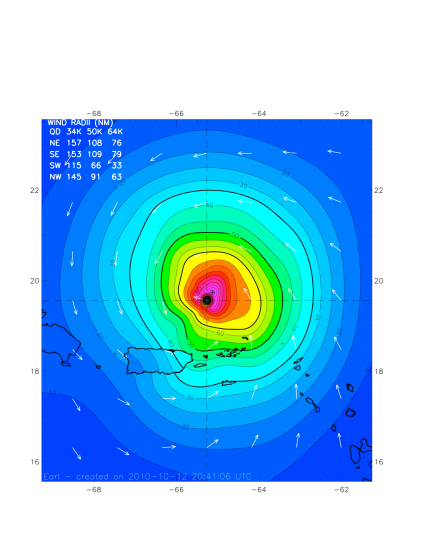 −68 −66 −64 −62
WIND RADII (NM)
QD 34K 50K 64K
NE 157 108 76
SE 153 109 79
SW 115 66 33
NW 145 91 63
22 22
20 20
18 18
16 16
Earl − created on 2010−10−12 20:41:06 UTC
−68 −66 −64 −62